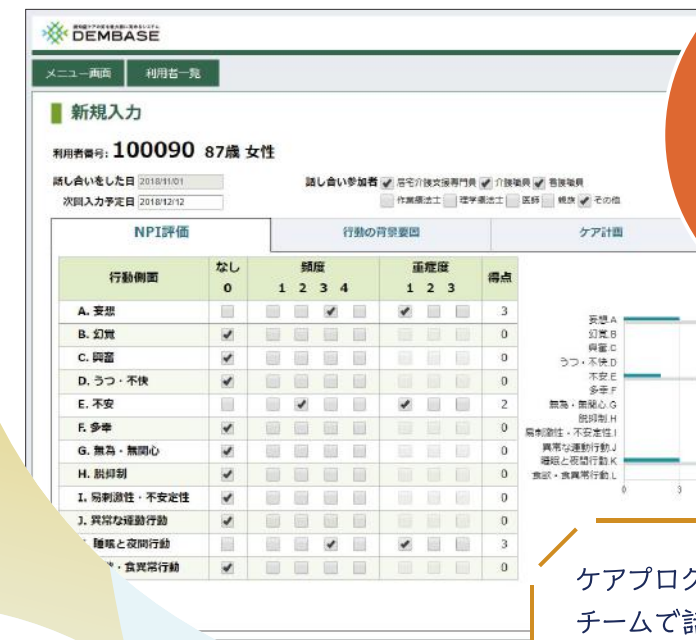 DEMBASE
メニュー画面 利用者一覧
新規入力
利用者番号: 100090 87歳 女性
話し合いをした日 2018/11/01 話し合い参加者 居宅介護支援専門員 介護職員 看護職員
次回入力予定日 2018/12/12 作業療法士 理学療法士 医師 親族 その他
NPI評価 行動の背景要因 ケア計画
行動側面 なし 頻度 重症度 得点
0 1 2 3 4 1 2 3
A. 妄想 3
B. 幻覚 0
C. 興奮 0
D. うつ・不快 0
E. 不安 2
F. 多幸 0
G. 無為・無関心 0
H. 脱抑制 0
I. 易刺激性・不安定性 0
J. 異常な運動行動 0
睡眠と夜間行動 3
・食異常行動 0
妄想.A
幻覚.B
興奮.C
うつ・不快.D
不安.E
多幸.F
無為・無関心.G
脱抑制.H
易刺激性・不安定性.I
異常な運動行動.J
睡眠と夜間行動.K
食欲・食異常行動.L
0 3
ケアプログ
チームで